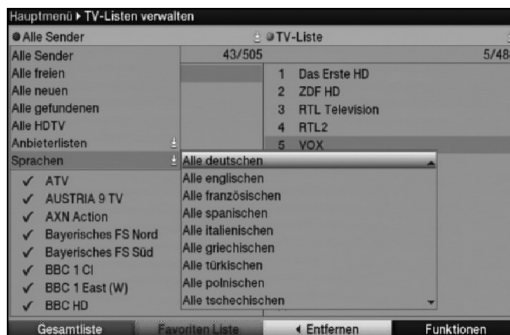 Hauptmenü ▸ TV-Listen verwalten
Alle Sender
TV-Liste
Alle Sender 43/505 5/48
Alle freien
Alle neuen
Alle gefundenen
Alle HDTV
Anbieterlisten
Sprachen
1 Das Erste HD
2 ZDF HD
3 RTL Television
4 RTL2
5 VOX
Alle deutschen
Alle englischen
Alle französischen
Alle spanischen
Alle italienischen
Alle griechischen
Alle türkischen
Alle polnischen
Alle tschechischen
✓ ATV
✓ AUSTRIA 9 TV
✓ AXN Action
✓ Bayerisches FS Nord
✓ Bayerisches FS Süd
✓ BBC 1 CI
✓ BBC 1 East (W)
✓ BBC HD
Gesamtliste
Favoriten Liste
Entfernen
Funktionen